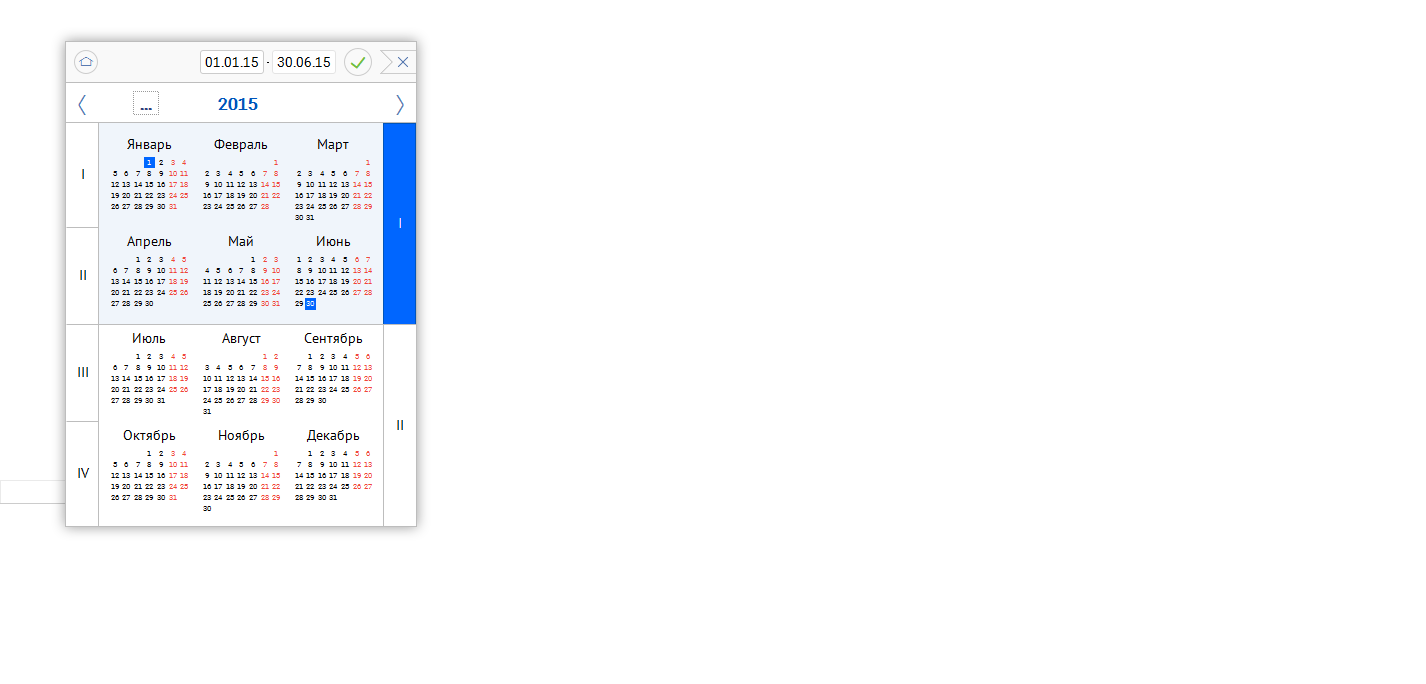 01.01.15 - 30.06.15
...
2015
I
II
III
IV
I
II
Январь
1 2 3 4
5 6 7 8 9 10 11
12 13 14 15 16 17 18
19 20 21 22 23 24 25
26 27 28 29 30 31
Февраль
1
2 3 4 5 6 7 8
9 10 11 12 13 14 15
16 17 18 19 20 21 22
23 24 25 26 27 28
Март
1
2 3 4 5 6 7 8
9 10 11 12 13 14 15
16 17 18 19 20 21 22
23 24 25 26 27 28 29
30 31
Апрель
1 2 3 4 5
6 7 8 9 10 11 12
13 14 15 16 17 18 19
20 21 22 23 24 25 26
27 28 29 30
Май
1 2 3
4 5 6 7 8 9 10
11 12 13 14 15 16 17
18 19 20 21 22 23 24
25 26 27 28 29 30 31
Июнь
1 2 3 4 5 6 7
8 9 10 11 12 13 14
15 16 17 18 19 20 21
22 23 24 25 26 27 28
29 30
Июль
1 2 3 4 5
6 7 8 9 10 11 12
13 14 15 16 17 18 19
20 21 22 23 24 25 26
27 28 29 30 31
Август
1 2
3 4 5 6 7 8 9
10 11 12 13 14 15 16
17 18 19 20 21 22 23
24 25 26 27 28 29 30
31
Сентябрь
1 2 3 4 5 6
7 8 9 10 11 12 13
14 15 16 17 18 19 20
21 22 23 24 25 26 27
28 29 30
Октябрь
1 2 3 4
5 6 7 8 9 10 11
12 13 14 15 16 17 18
19 20 21 22 23 24 25
26 27 28 29 30 31
Ноябрь
1
2 3 4 5 6 7 8
9 10 11 12 13 14 15
16 17 18 19 20 21 22
23 24 25 26 27 28 29
30
Декабрь
1 2 3 4 5 6
7 8 9 10 11 12 13
14 15 16 17 18 19 20
21 22 23 24 25 26 27
28 29 30 31